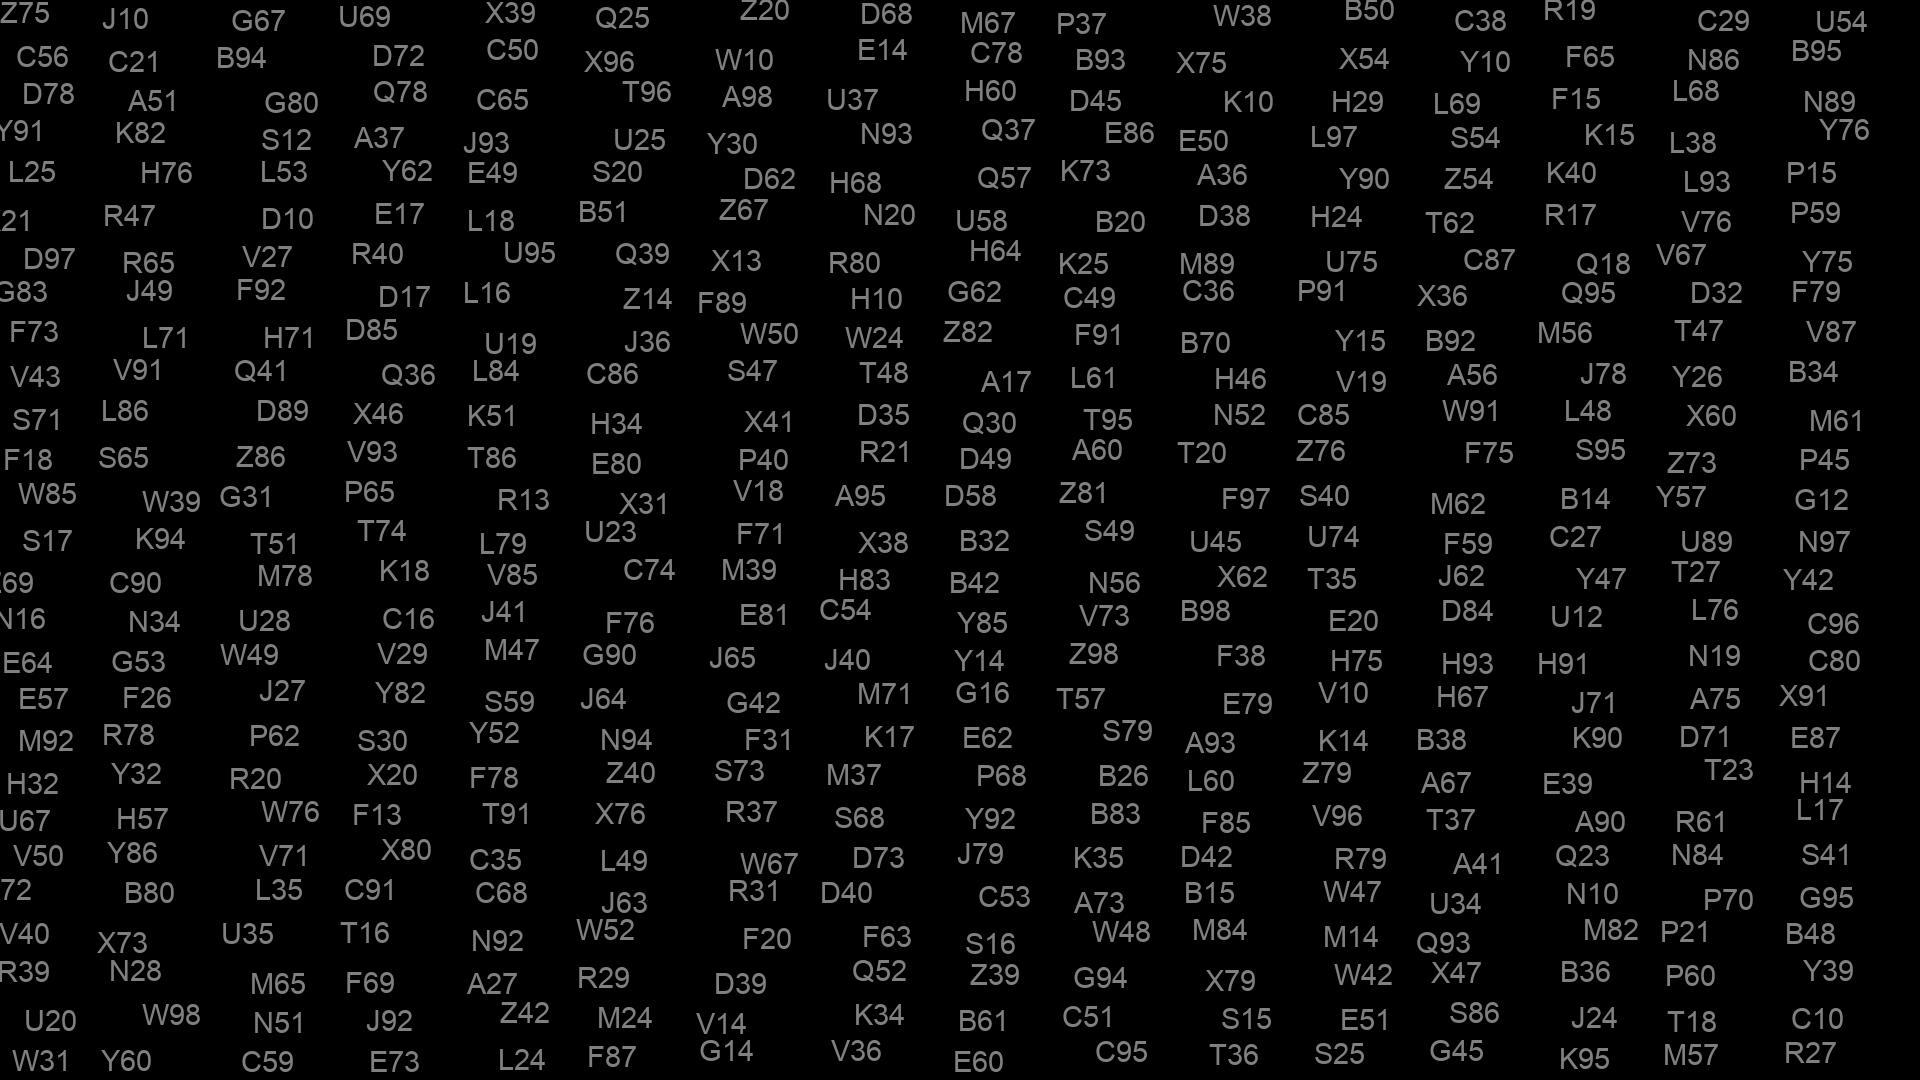 Z75 J10 G67 U69 X39 Q25 Z20 D68 M67 P37 W38 B50 C38 R19 C29 U54
C56 C21 B94 D72 C50 X96 W10 E14 C78 B93 X75 X54 Y10 F65 N86 B95
D78 A51 G80 Q78 C65 T96 A98 U37 H60 D45 K10 H29 L69 F15 L68 N89
Y91 K82 S12 A37 J93 U25 Y30 N93 Q37 E86 E50 L97 S54 K15 L38 Y76
L25 H76 L53 Y62 E49 S20 D62 H68 Q57 K73 A36 Y90 Z54 K40 L93 P15
21 R47 D10 E17 L18 B51 Z67 N20 U58 B20 D38 H24 T62 R17 V76 P59
D97 R65 V27 R40 U95 Q39 X13 R80 H64 K25 M89 U75 C87 Q18 V67 Y75
G83 J49 F92 D17 L16 Z14 F89 H10 G62 C49 C36 P91 X36 Q95 D32 F79
F73 L71 H71 D85 U19 J36 W50 W24 Z82 F91 B70 Y15 B92 M56 T47 V87
V43 V91 Q41 Q36 L84 C86 S47 T48 A17 L61 H46 V19 A56 J78 Y26 B34
S71 L86 D89 X46 K51 H34 X41 D35 Q30 T95 N52 C85 W91 L48 X60 M61
F18 S65 Z86 V93 T86 E80 P40 R21 D49 A60 T20 Z76 F75 S95 Z73 P45
W85 W39 G31 P65 R13 X31 V18 A95 D58 Z81 F97 S40 M62 B14 Y57 G12
S17 K94 T51 T74 L79 U23 F71 X38 B32 S49 U45 U74 F59 C27 U89 N97
69 C90 M78 K18 V85 C74 M39 H83 B42 N56 X62 T35 J62 Y47 T27 Y42
N16 N34 U28 C16 J41 F76 E81 C54 Y85 V73 B98 E20 D84 U12 L76 C96
E64 G53 W49 V29 M47 G90 J65 J40 Y14 Z98 F38 H75 H93 H91 N19 C80
E57 F26 J27 Y82 S59 J64 G42 M71 G16 T57 E79 V10 H67 J71 A75 X91
M92 R78 P62 S30 Y52 N94 F31 K17 E62 S79 A93 K14 B38 K90 D71 E87
H32 Y32 R20 X20 F78 Z40 S73 M37 P68 B26 L60 Z79 A67 E39 T23 H14
U67 H57 W76 F13 T91 X76 R37 S68 Y92 B83 F85 V96 T37 A90 R61 L17
V50 Y86 V71 X80 C35 L49 W67 D73 J79 K35 D42 R79 A41 Q23 N84 S41
72 B80 L35 C91 C68 J63 R31 D40 C53 A73 B15 W47 U34 N10 P70 G95
V40 X73 U35 T16 N92 W52 F20 F63 S16 W48 M84 M14 Q93 M82 P21 B48
R39 N28 M65 F69 A27 R29 D39 Q52 Z39 G94 X79 W42 X47 B36 P60 Y39
U20 W98 N51 J92 Z42 M24 V14 K34 B61 C51 S15 E51 S86 J24 T18 C10
W31 Y60 C59 E73 L24 F87 G14 V36 E60 C95 T36 S25 G45 K95 M57 R27